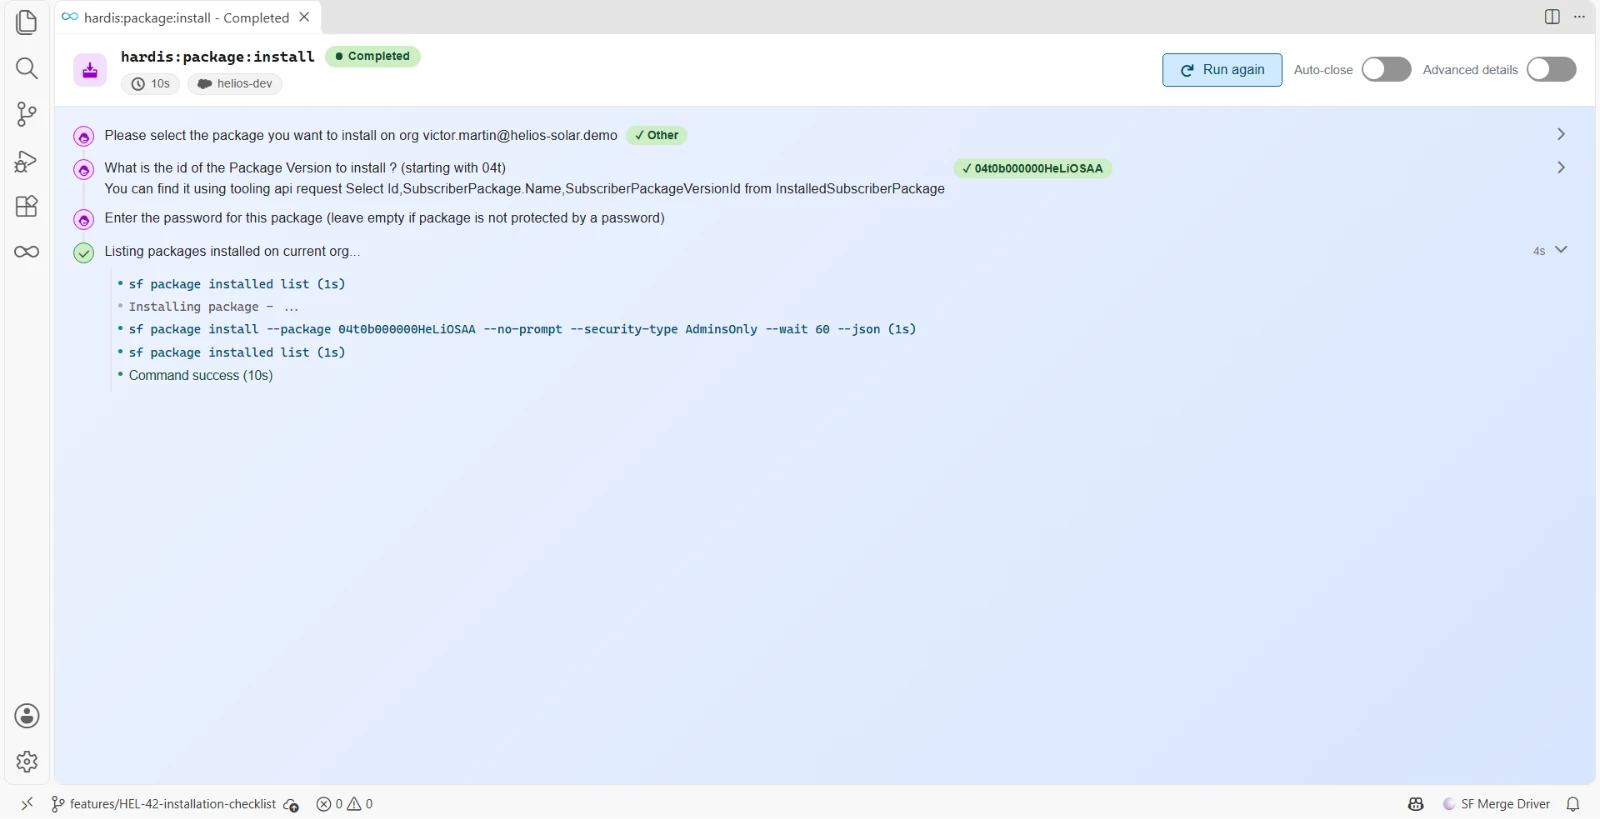 hardis:package:install - Completed
hardis:package:install
Completed
10s
helios-dev
Run again
Auto-close
Advanced details
Please select the package you want to install on org victor.martin@helios-solar.demo ✓ Other
What is the id of the Package Version to install ? (starting with 04t)
✓ 04t0b000000HeLiOSAA
You can find it using tooling api request Select Id,SubscriberPackage.Name,SubscriberPackageVersionId from InstalledSubscriberPackage
Enter the password for this package (leave empty if package is not protected by a password)
Listing packages installed on current org...
4s
• sf package installed list (1s)
• Installing package - ...
• sf package install --package 04t0b000000HeLiOSAA --no-prompt --security-type AdminsOnly --wait 60 --json (1s)
• sf package installed list (1s)
• Command success (10s)
features/HEL-42-installation-checklist
0
0
SF Merge Driver